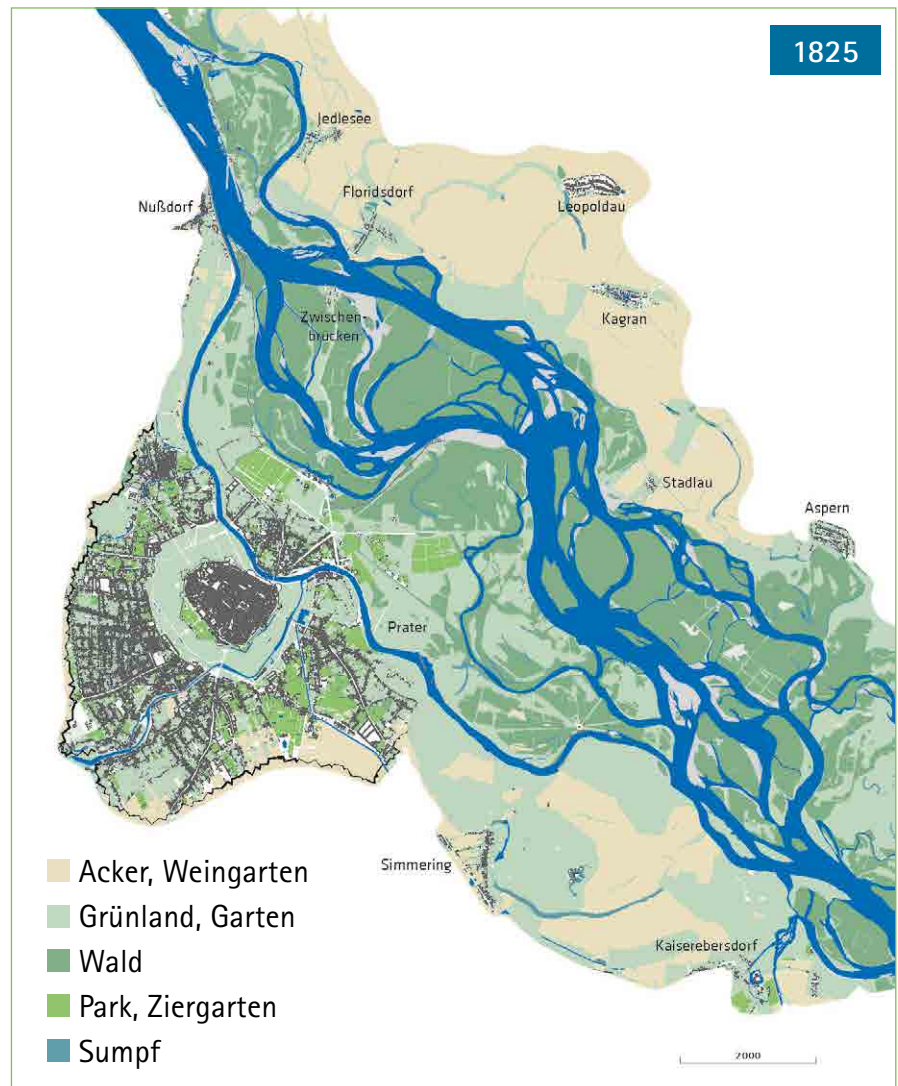 1825
Jedlesee
Floridsdorf
Leopoldau
Nußdorf
Kagran
Zwischen-
brücken
Stadlau
Aspern
Prater
Simmering
Kaiserebersdorf
Acker, Weingarten
Grünland, Garten
Wald
Park, Ziergarten
Sumpf
2000